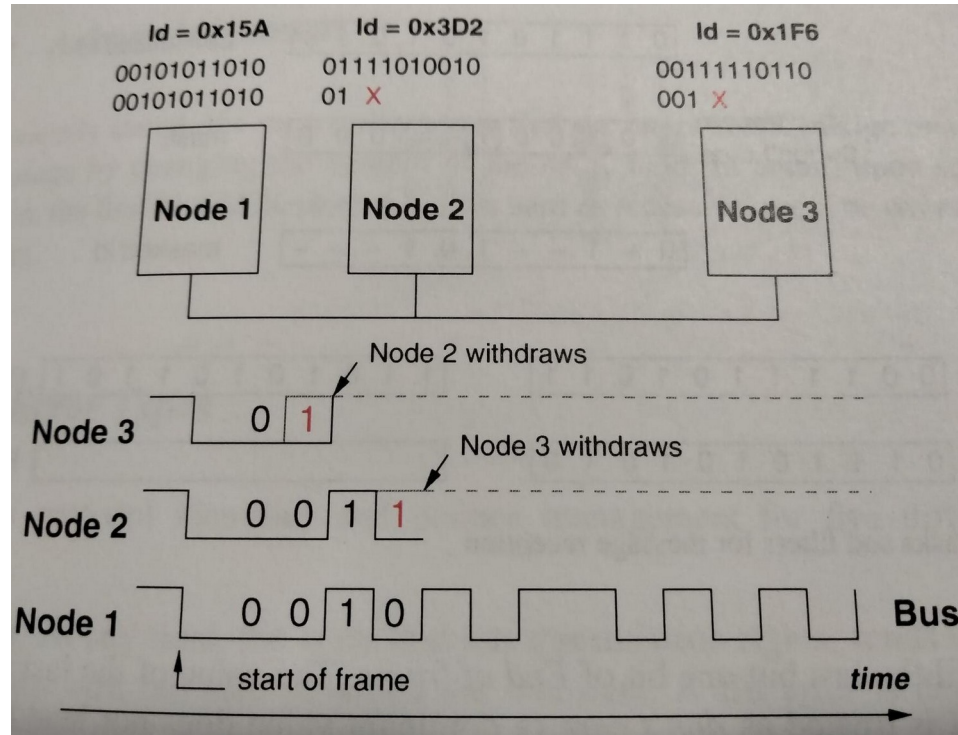 Id = 0x15A
Id = 0x3D2
Id = 0x1F6
00101011010
01111010010
00111110110
00101011010
01 X
001 X
Node 1
Node 2
Node 3
Node 2 withdraws
Node 3
0 1
Node 3 withdraws
Node 2
0 0 1 1
Node 1
0 0 1 0
Bus
start of frame
time